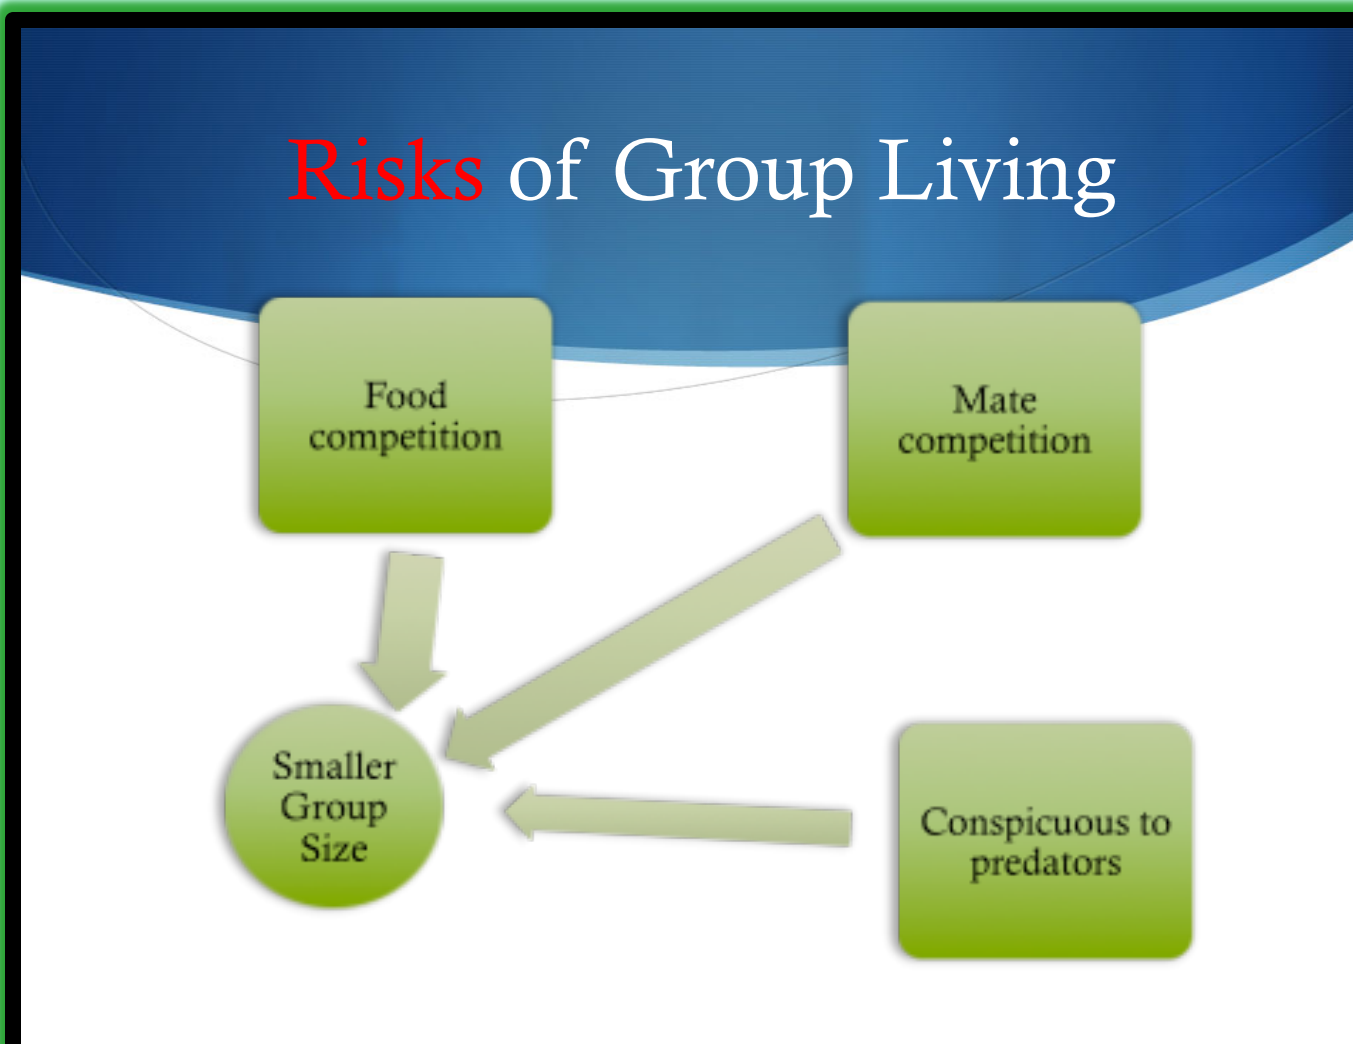 Risks of Group Living
Food
competition
Mate
competition
Smaller
Group
Size
Conspicuous to
predators